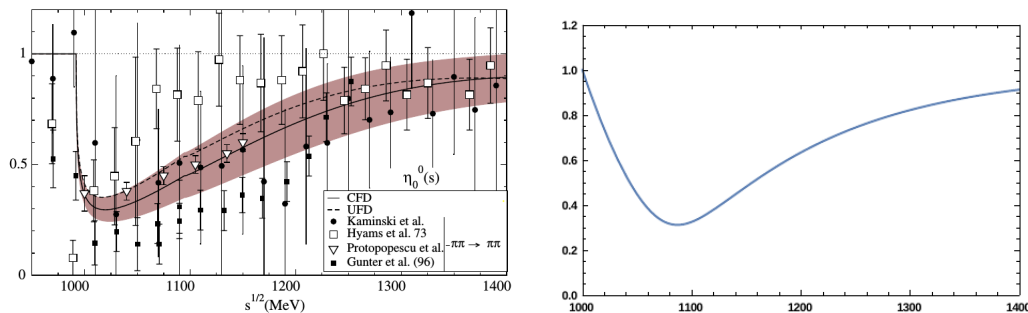 1
0.5
0
1000
1100
1200
1300
1400
s^{1/2}(MeV)
η_0^0(s)
CFD
UFD
Kaminski et al.
Hyams et al. 73
Protopopescu et al.
Gunter et al. (96)
ππ → ππ
1.2
1.0
0.8
0.6
0.4
0.2
0.0
1000
1100
1200
1300
1400